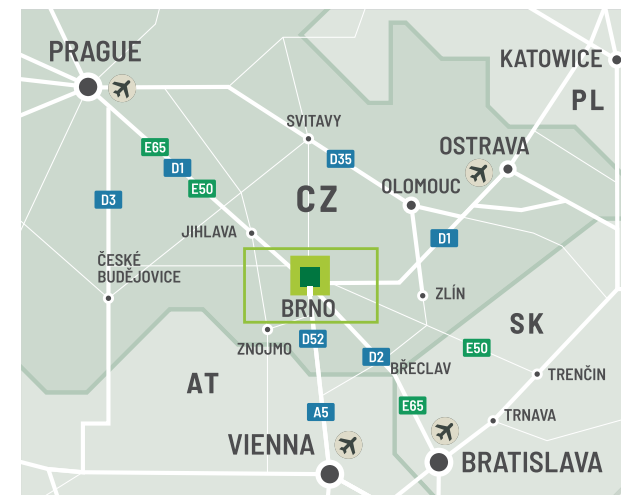 PRAGUE
KATOWICE
PL
SVITAVY
E65
D1
D35
OSTRAVA
E50
CZ
OLOMOUC
D3
JIHLAVA
D1
ČESKÉ
BUDĚJOVICE
ZLÍN
BRNO
SK
D52
ZNOJMO
D2
E50
BŘECLAV
AT
TRENČÍN
E65
A5
TRNAVA
VIENNA
BRATISLAVA